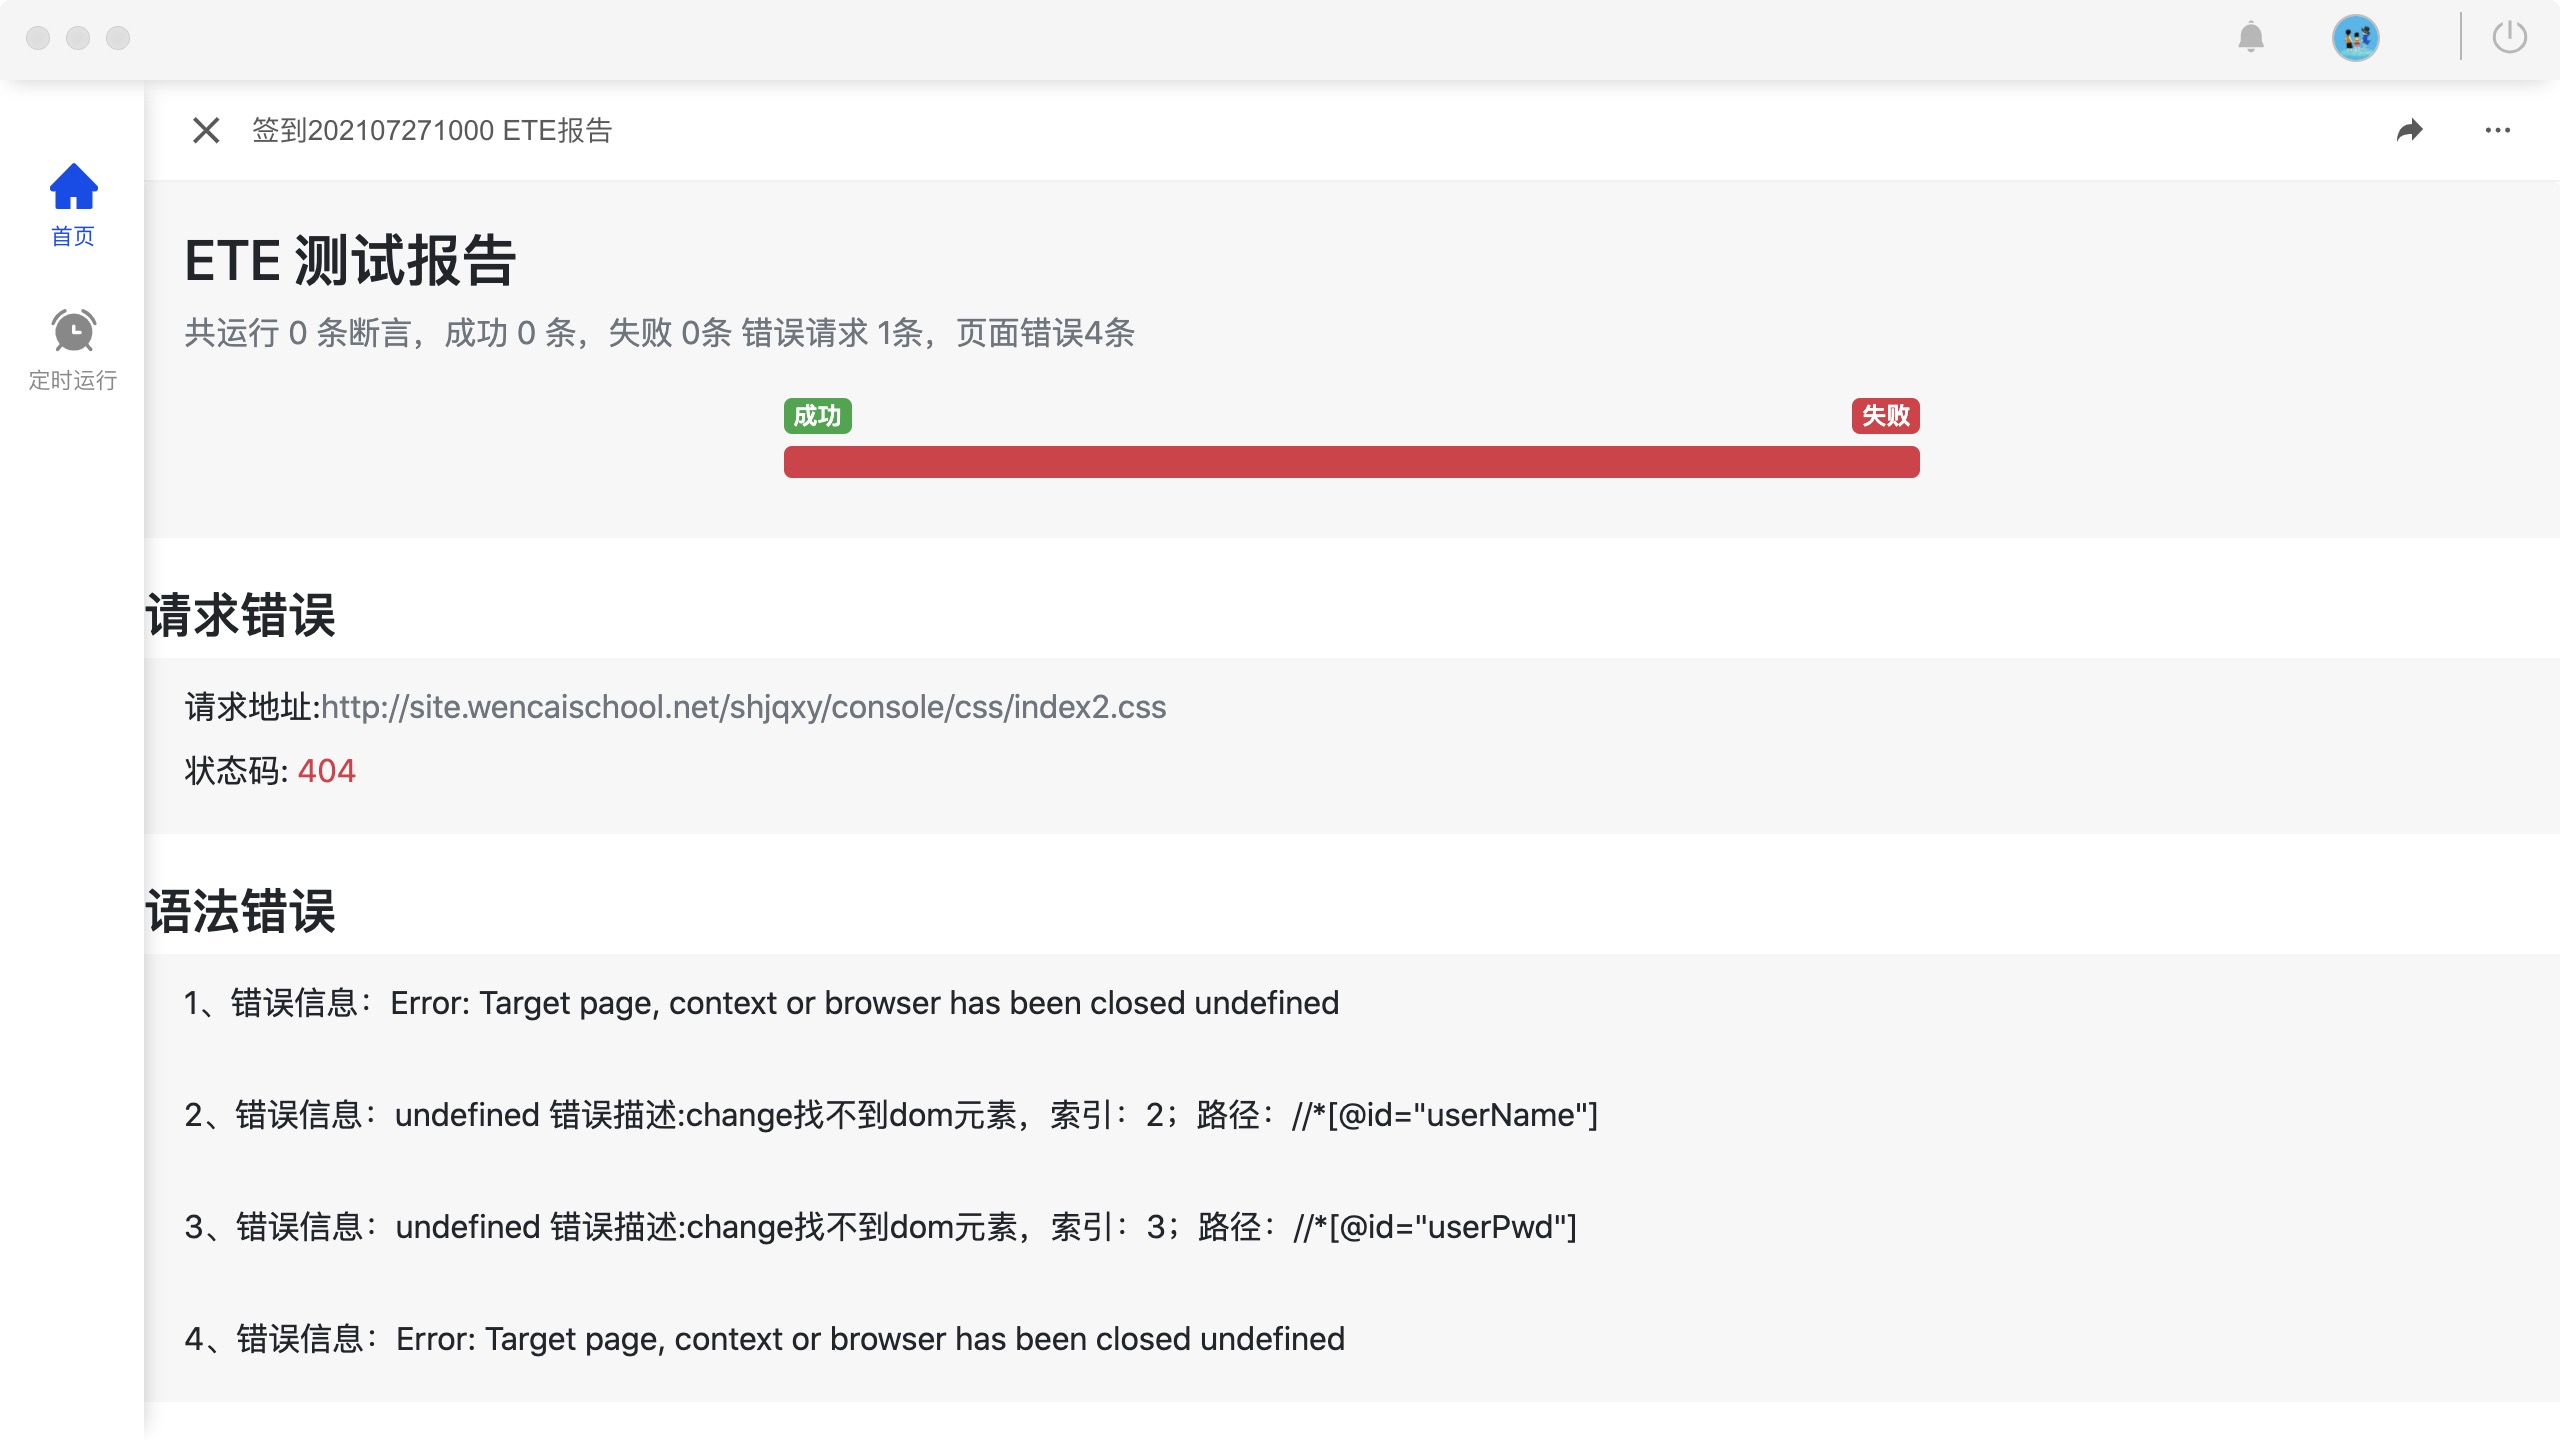 签到202107271000 ETE报告
首页
定时运行
ETE 测试报告
共运行 0 条断言，成功 0 条，失败 0条 错误请求 1条，页面错误4条
成功
失败
请求错误
请求地址:http://site.wencaischool.net/shjqxy/console/css/index2.css
状态码: 404
语法错误
1、错误信息：Error: Target page, context or browser has been closed undefined
2、错误信息：undefined 错误描述:change找不到dom元素，索引：2；路径：//*[@id="userName"]
3、错误信息：undefined 错误描述:change找不到dom元素，索引：3；路径：//*[@id="userPwd"]
4、错误信息：Error: Target page, context or browser has been closed undefined